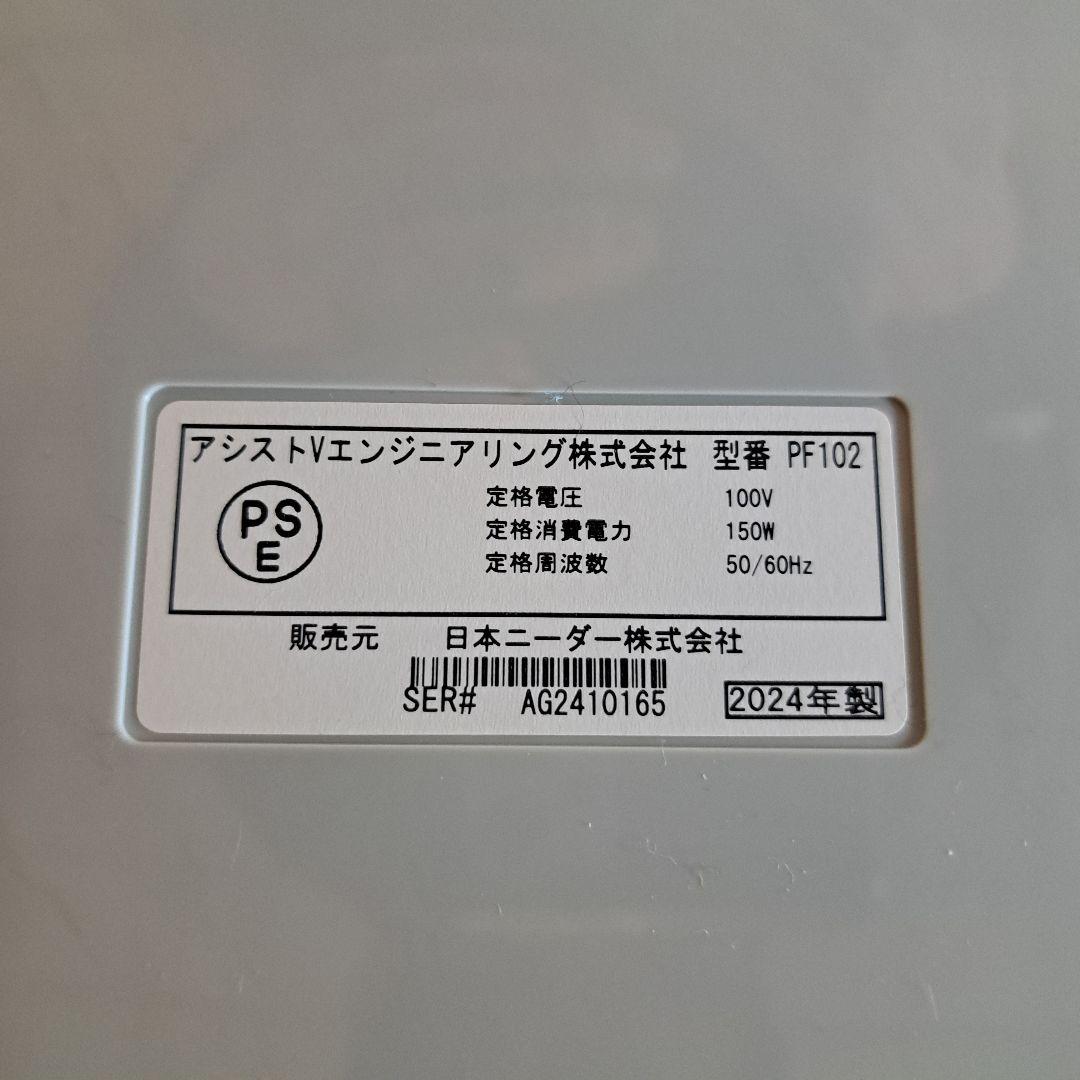 アシストVエンジニアリング株式会社 型番 PF102
PS
E
定格電圧 100V
定格消費電力 150W
定格周波数 50/60Hz
販売元 日本ニーダー株式会社
SER# AG2410165
2024年製